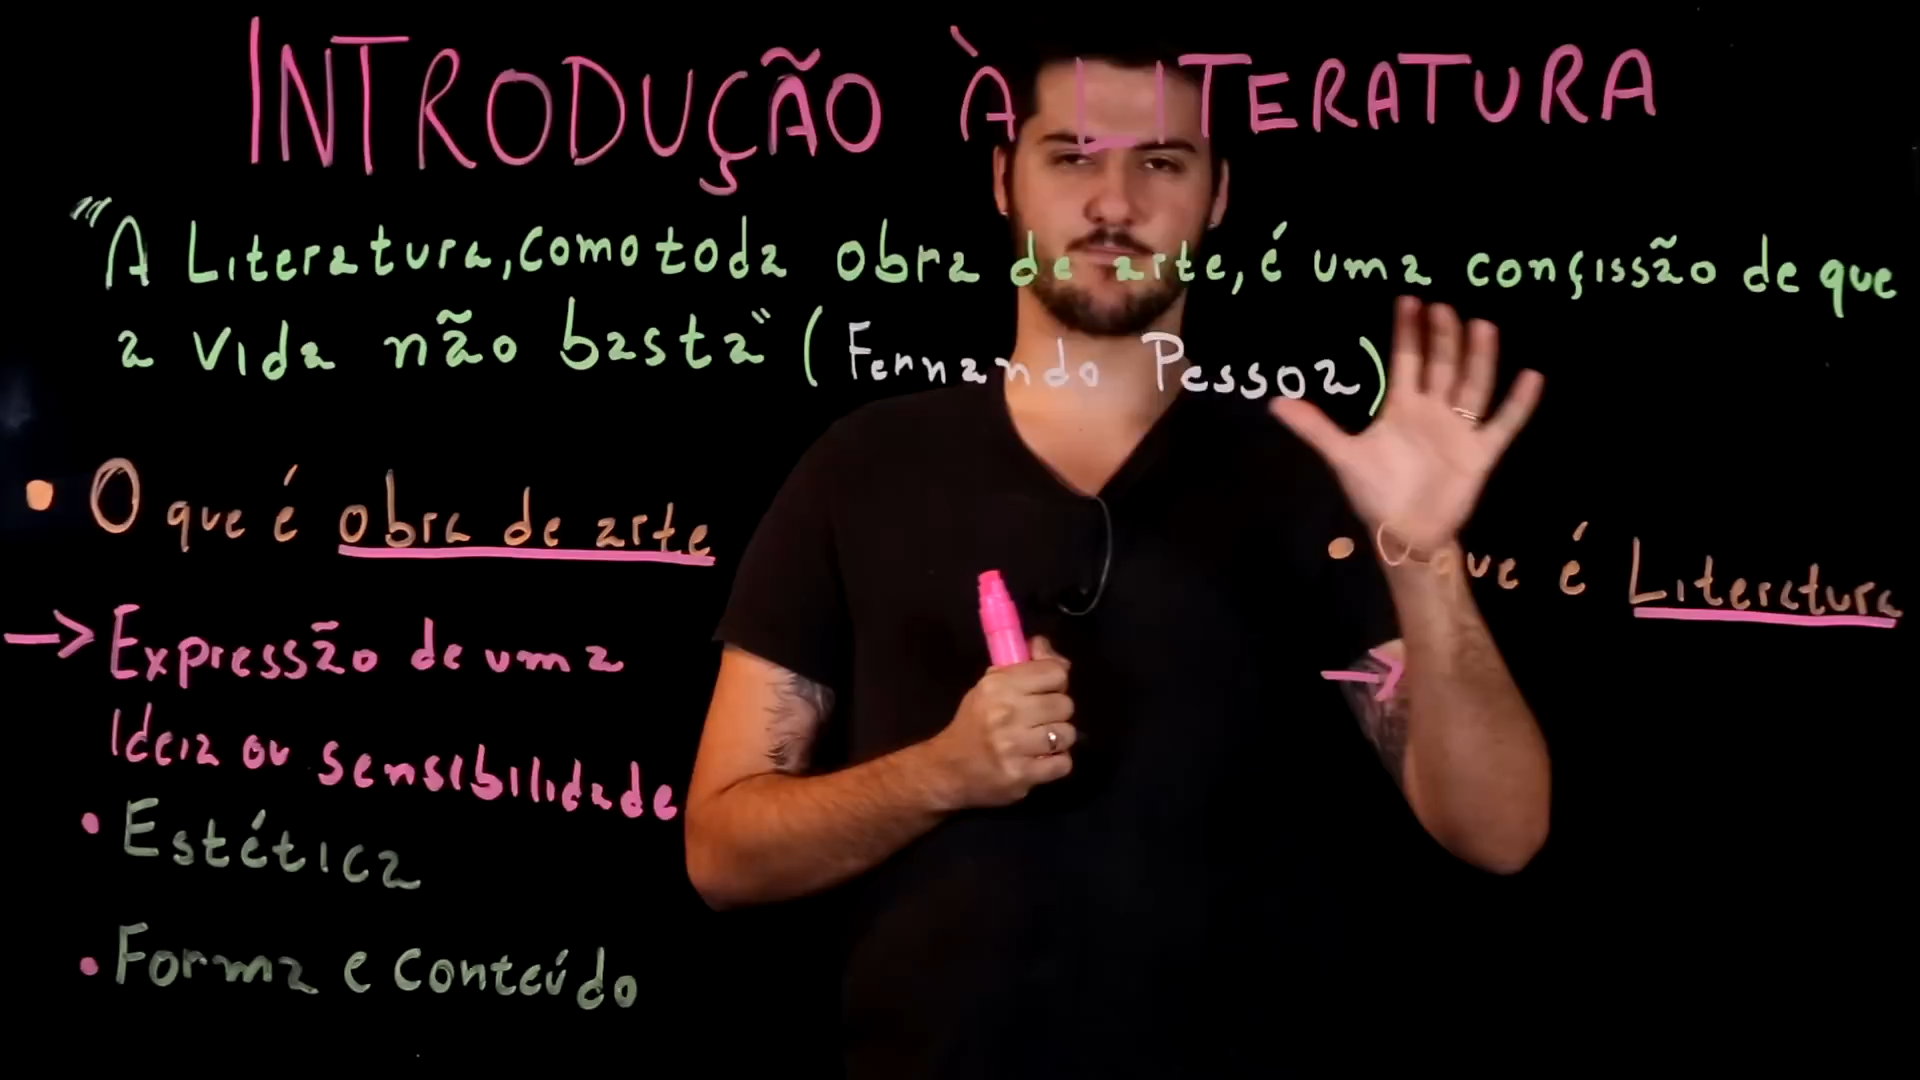 INTRODUÇÃO À LITERATURA
"A Literatura, como toda obra de arte, é uma confissão de que
a vida não basta" (Fernando Pessoa)
• O que é obra de arte
→ Expressão de uma
Ideia ou sensibilidade
• Estética
• Forma e conteúdo
• O que é Literatura
→